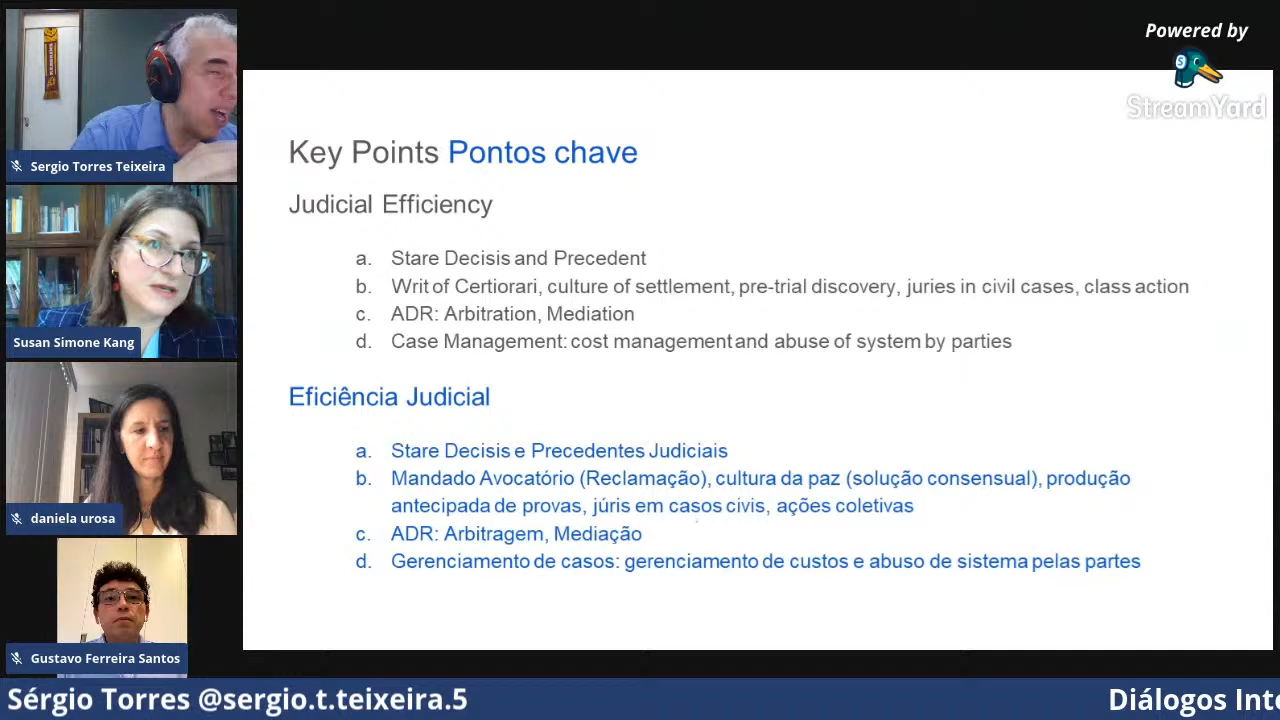 Powered by
StreamYard
Sergio Torres Teixeira
Susan Simone Kang
daniela urosa
Gustavo Ferreira Santos
Key Points Pontos chave
Judicial Efficiency
a. Stare Decisis and Precedent
b. Writ of Certiorari, culture of settlement, pre-trial discovery, juries in civil cases, class action
c. ADR: Arbitration, Mediation
d. Case Management: cost management and abuse of system by parties
Eficiência Judicial
a. Stare Decisis e Precedentes Judiciais
b. Mandado Avocatório (Reclamação), cultura da paz (solução consensual), produção
antecipada de provas, júris em casos civis, ações coletivas
c. ADR: Arbitragem, Mediação
d. Gerenciamento de casos: gerenciamento de custos e abuso de sistema pelas partes
Sérgio Torres @sergio.t.teixeira.5
Diálogos Inte